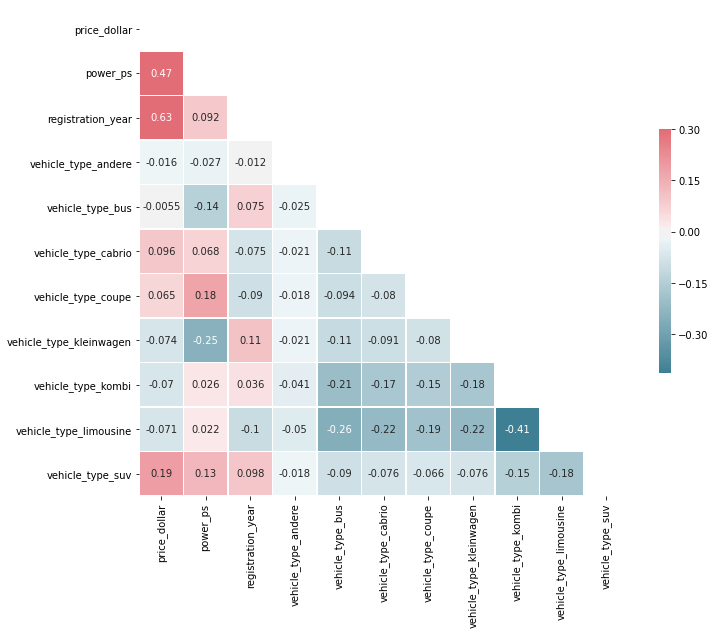 price_dollar
power_ps 0.47
registration_year 0.63 0.092
vehicle_type_andere -0.016 -0.027 -0.012
vehicle_type_bus -0.0055 -0.14 0.075 -0.025
vehicle_type_cabrio 0.096 0.068 -0.075 -0.021 -0.11
vehicle_type_coupe 0.065 0.18 -0.09 -0.018 -0.094 -0.08
vehicle_type_kleinwagen -0.074 -0.25 0.11 -0.021 -0.11 -0.091 -0.08
vehicle_type_kombi -0.07 0.026 0.036 -0.041 -0.21 -0.17 -0.15 -0.18
vehicle_type_limousine -0.071 0.022 -0.1 -0.05 -0.26 -0.22 -0.19 -0.22 -0.41
vehicle_type_suv 0.19 0.13 0.098 -0.018 -0.09 -0.076 -0.066 -0.076 -0.15 -0.18
price_dollar
power_ps
registration_year
vehicle_type_andere
vehicle_type_bus
vehicle_type_cabrio
vehicle_type_coupe
vehicle_type_kleinwagen
vehicle_type_kombi
vehicle_type_limousine
vehicle_type_suv
0.30
0.15
0.00
-0.15
-0.30